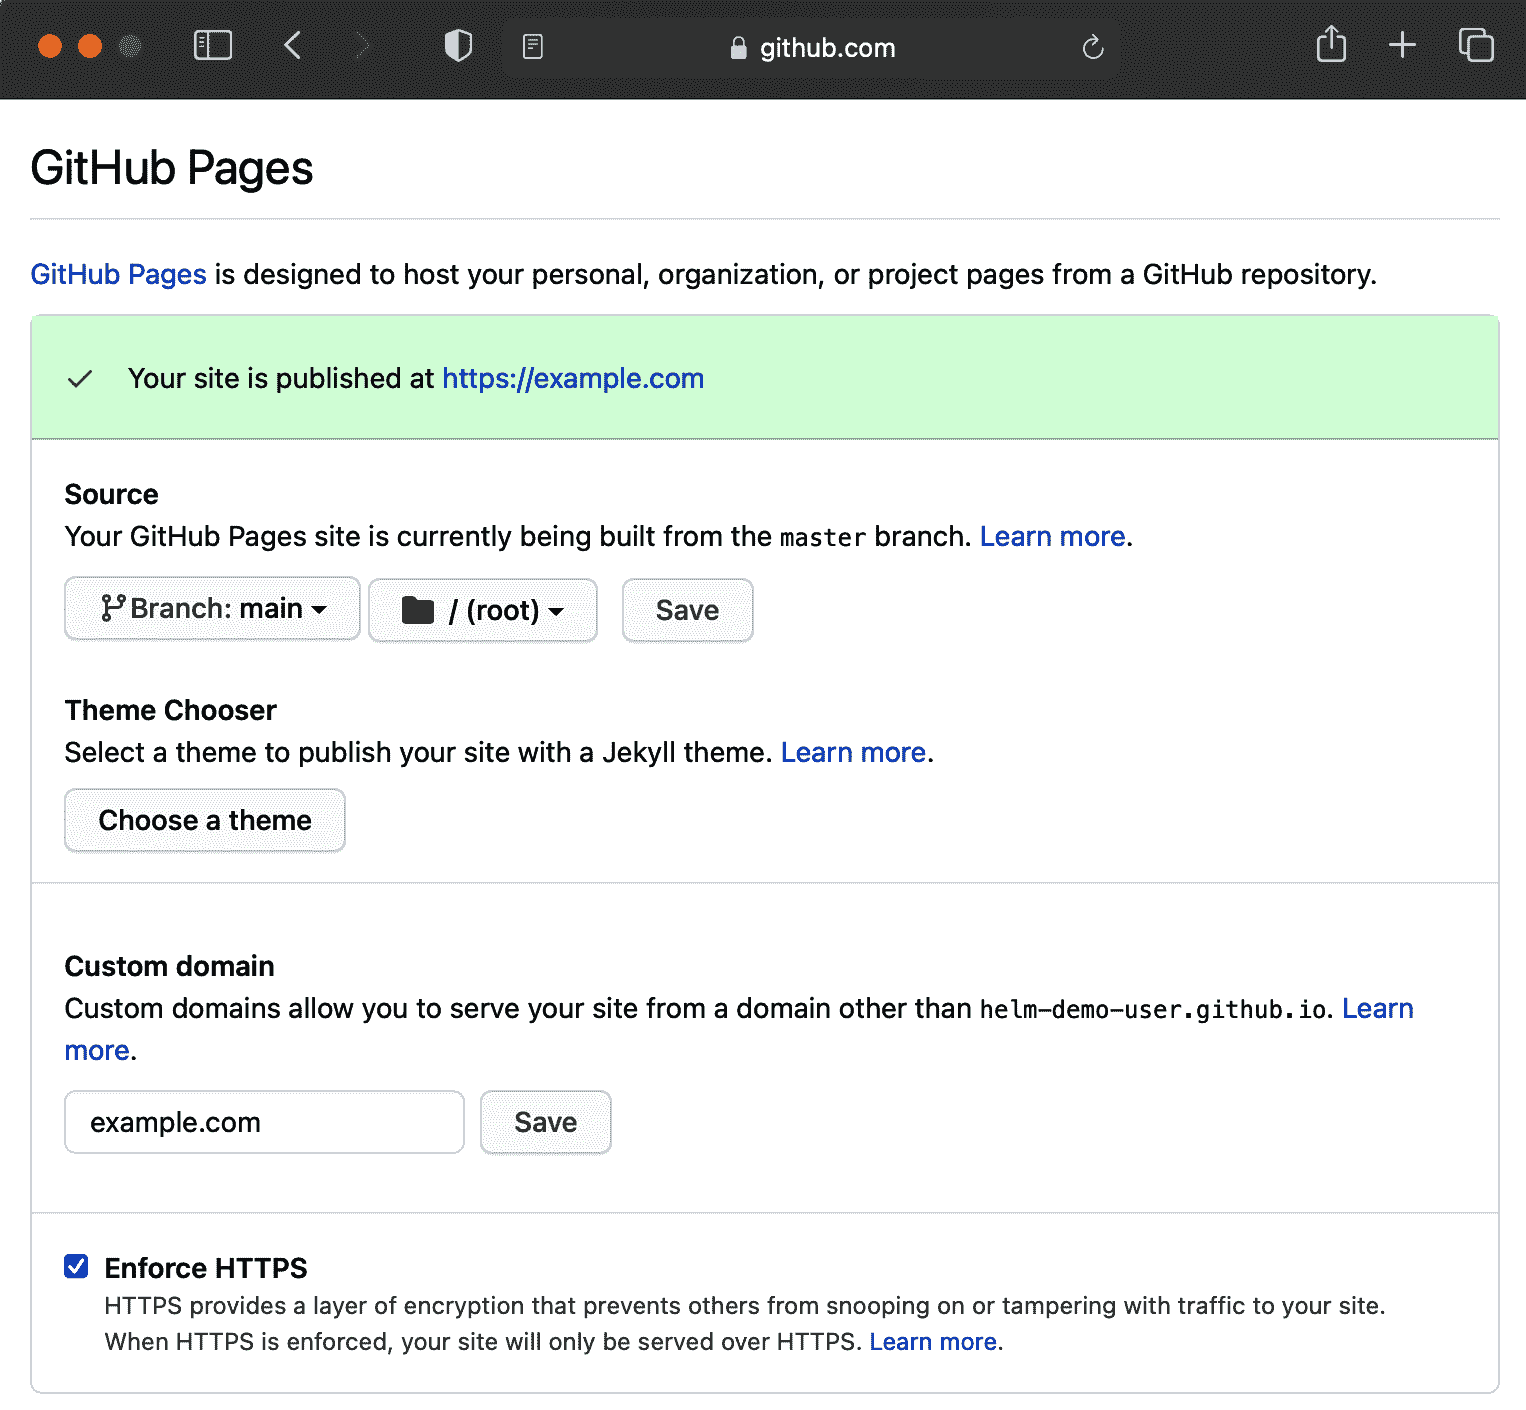 github.com
GitHub Pages
GitHub Pages is designed to host your personal, organization, or project pages from a GitHub repository.
Your site is published at https://example.com
Source
Your GitHub Pages site is currently being built from the master branch. Learn more.
Branch: main
/ (root)
Save
Theme Chooser
Select a theme to publish your site with a Jekyll theme. Learn more.
Choose a theme
Custom domain
Custom domains allow you to serve your site from a domain other than helm-demo-user.github.io. Learn
more.
example.com
Save
Enforce HTTPS
HTTPS provides a layer of encryption that prevents others from snooping on or tampering with traffic to your site.
When HTTPS is enforced, your site will only be served over HTTPS. Learn more.